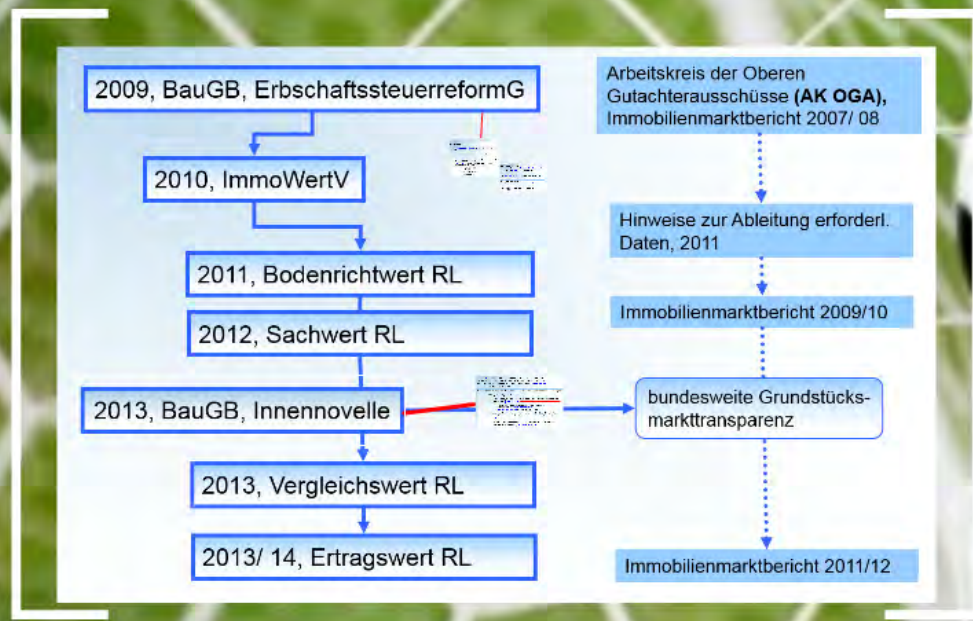 2009, BauGB, ErbschaftssteuerreformG
2010, ImmoWertV
2011, Bodenrichtwert RL
2012, Sachwert RL
2013, BauGB, Innennovelle
2013, Vergleichswert RL
2013/ 14, Ertragswert RL
Arbeitskreis der Oberen
Gutachterausschüsse (AK OGA),
Immobilienmarktbericht 2007/ 08
Hinweise zur Ableitung erforderl.
Daten, 2011
Immobilienmarktbericht 2009/10
bundesweite Grundstücks-
markttransparenz
Immobilienmarktbericht 2011/12